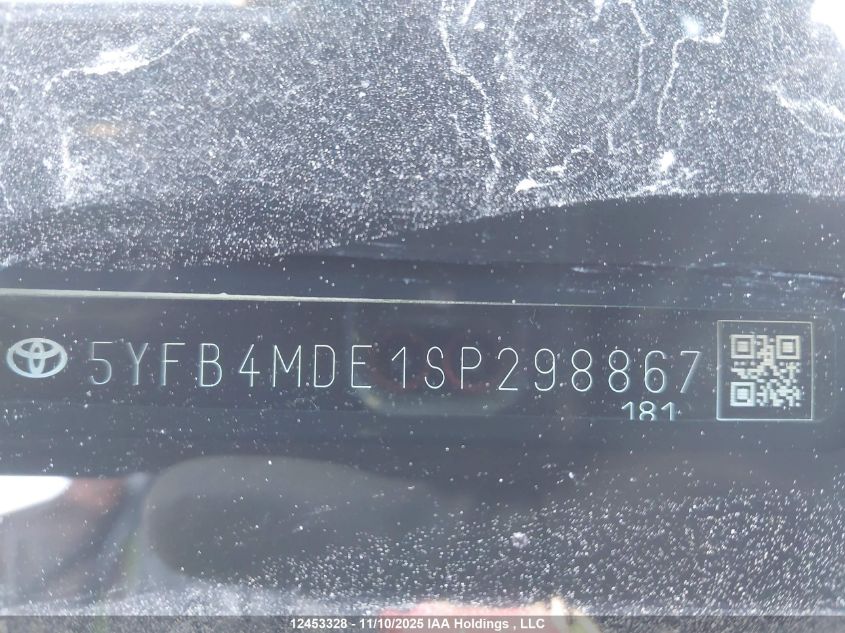 5YFB4MDE1SP298867
181
12453328 - 11/10/2025 IAA Holdings , LLC